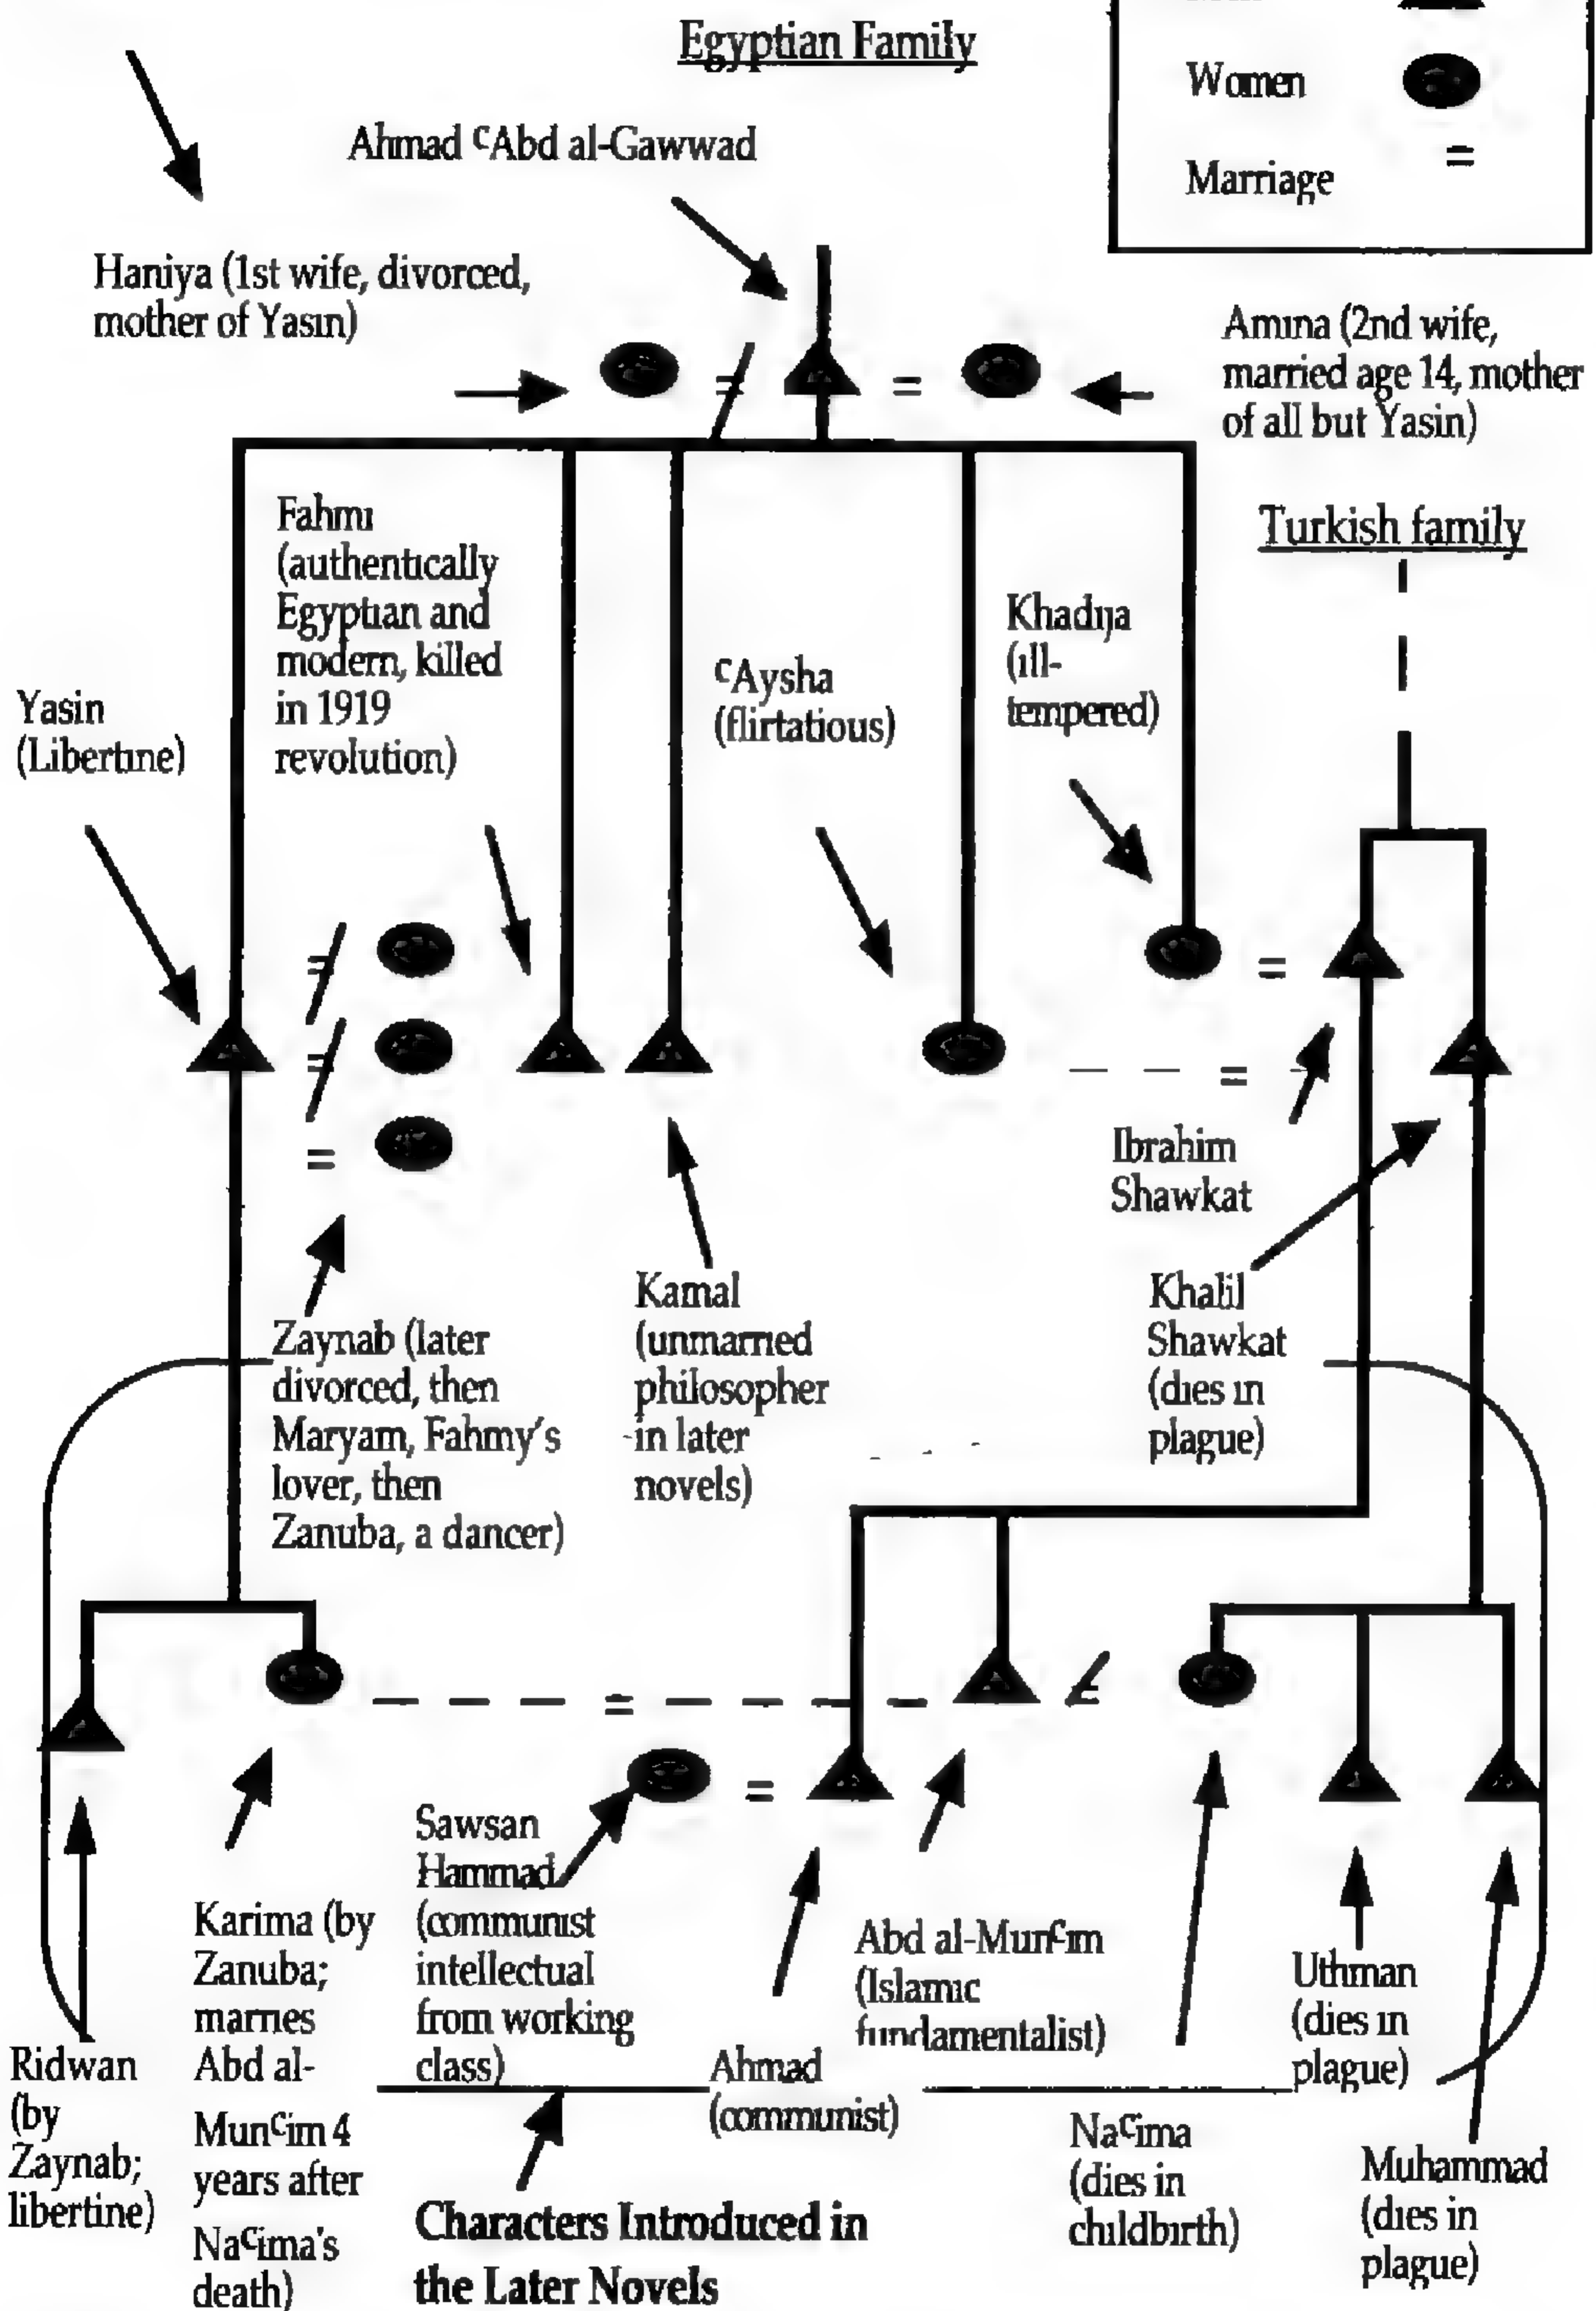 Egyptian Family
Women
=
Marriage
Ahmad ᶜAbd al-Gawwad
Haniya (1st wife, divorced,
mother of Yasin)
Amina (2nd wife,
married age 14, mother
of all but Yasin)
= =
Turkish family
Fahmi
(authentically
Egyptian and
modern, killed
in 1919
revolution)
Yasin
(Libertine)
ᶜAysha
(flirtatious)
Khadija
(ill-
tempered)
=
=
=
=
=
Ibrahim
Shawkat
Khalil
Shawkat
(dies in
plague)
Kamal
(unmarried
philosopher
in later
novels)
Zaynab (later
divorced, then
Maryam, Fahmy's
lover, then
Zanuba, a dancer)
=
=
=
Sawsan
Hammad
(communist
intellectual
from working
class)
Karima (by
Zanuba;
marries
Abd al-
Munᶜim 4
years after
Naᶜima's
death)
Ridwan
(by
Zaynab;
libertine)
Abd al-Munᶜim
(Islamic
fundamentalist)
Ahmad
(communist)
Uthman
(dies in
plague)
Naᶜima
(dies in
childbirth)
Muhammad
(dies in
plague)
Characters Introduced in
the Later Novels